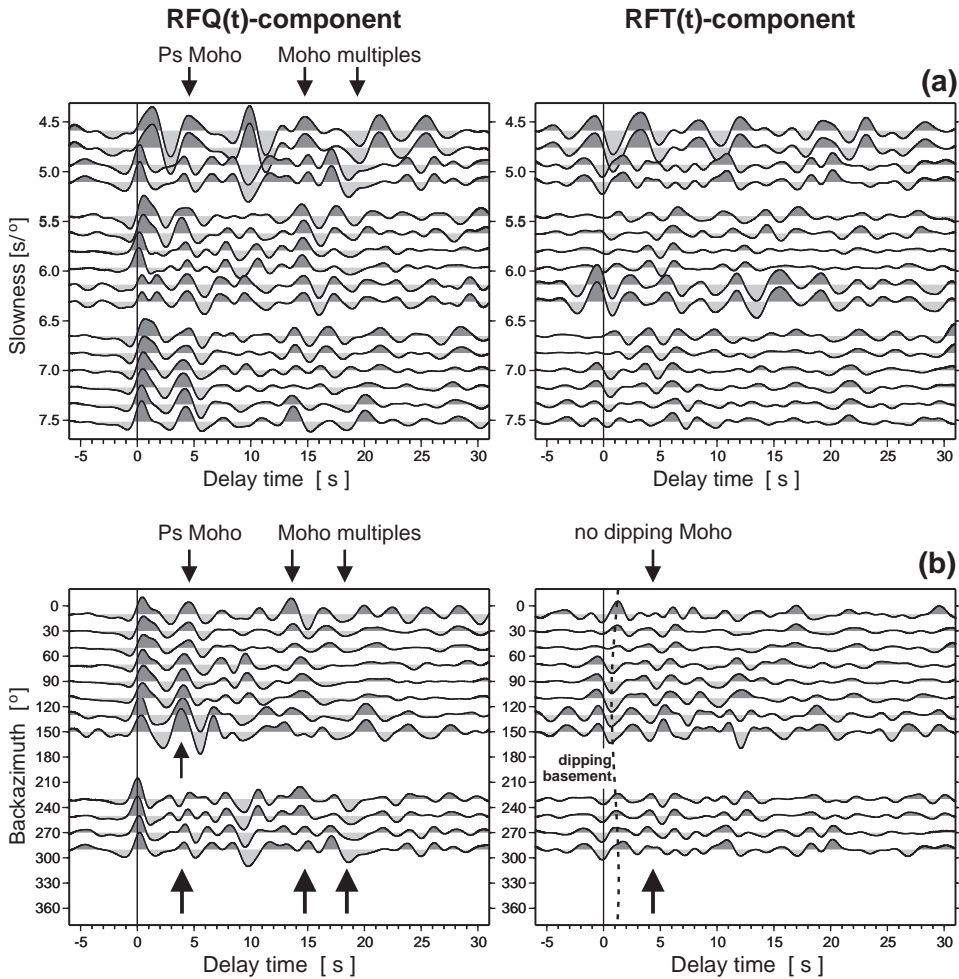 RFQ(t)-component RFT(t)-component
Ps Moho Moho multiples
(a)
Slowness [s/°]
4.5 4.5
5.0 5.0
5.5 5.5
6.0 6.0
6.5 6.5
7.0 7.0
7.5 7.5
-5 0 5 10 15 20 25 30 -5 0 5 10 15 20 25 30
Delay time [ s ] Delay time [ s ]
Ps Moho Moho multiples no dipping Moho
(b)
Backazimuth [°]
0 0
30 30
60 60
90 90
120 120
150 150
180 180
dipping
basement
210 210
240 240
270 270
300 300
330 330
360 360
-5 0 5 10 15 20 25 30 -5 0 5 10 15 20 25 30
Delay time [ s ] Delay time [ s ]